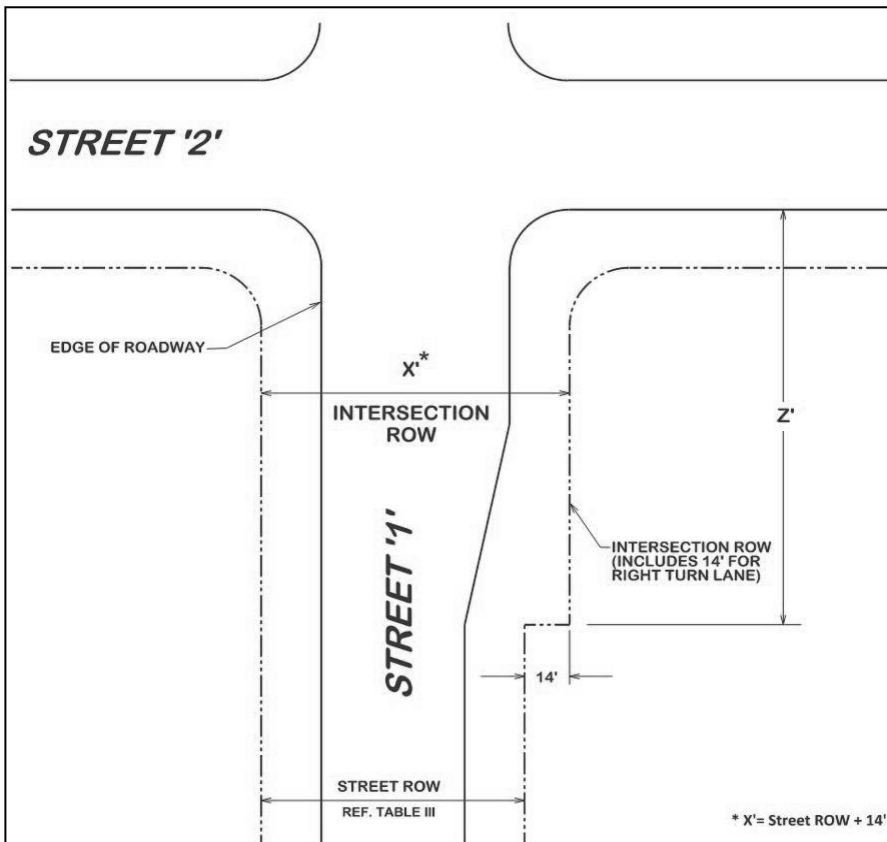 STREET '2'
EDGE OF ROADWAY
X'*
INTERSECTION
ROW
Z'
STREET '1'
INTERSECTION ROW
(INCLUDES 14' FOR
RIGHT TURN LANE)
14'
STREET ROW
REF. TABLE III
* X'= Street ROW + 14'